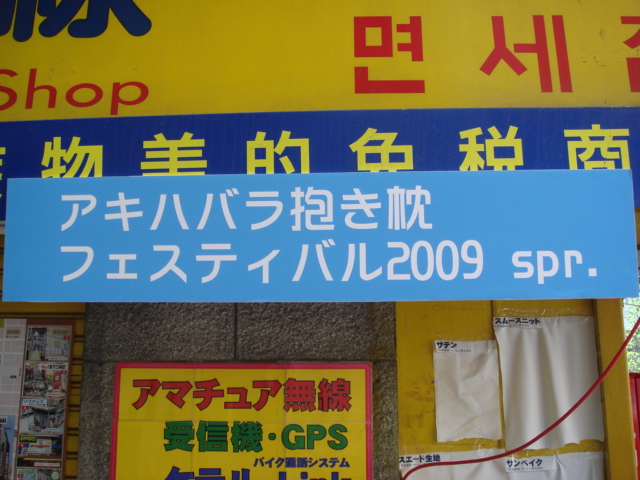 Shop
면세점
物美的免税商
アキハバラ抱き枕
フェスティバル2009 spr.
スムースニット
サテン
アマチュア無線
受信機・GPS
バイク通話システム
スエード生地
サンペイク